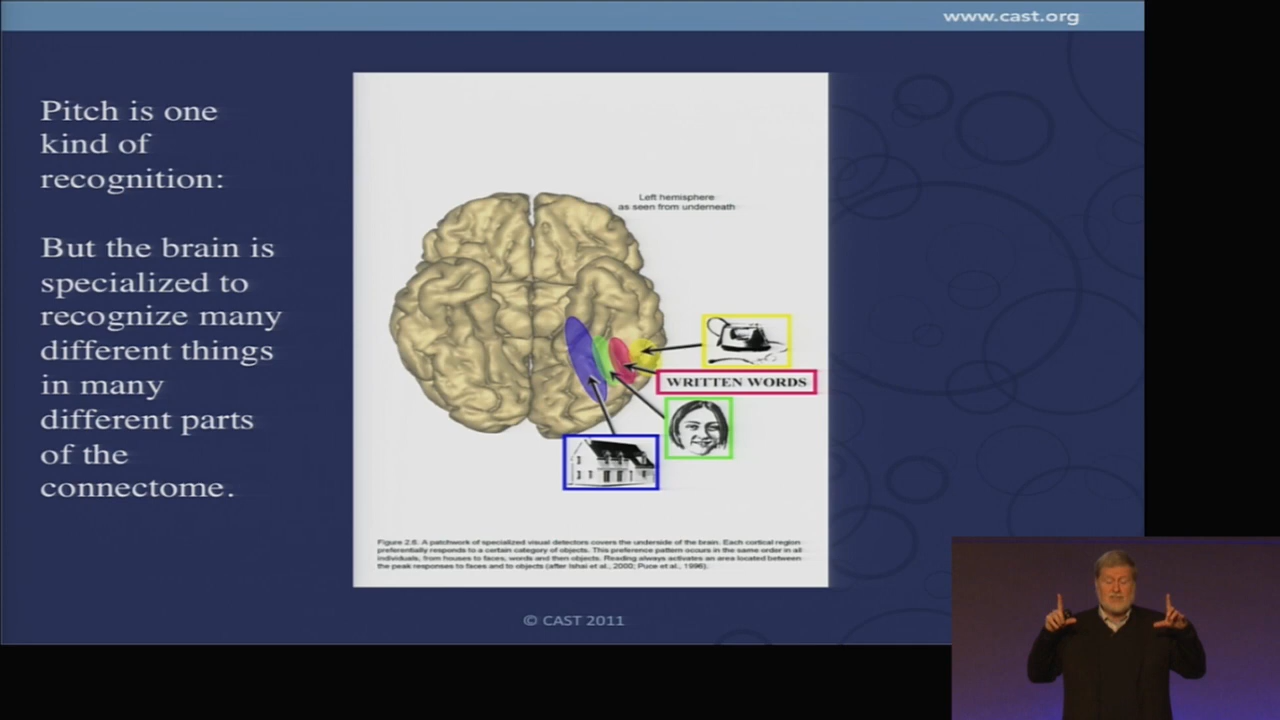 www.cast.org
Pitch is one
kind of
recognition:
But the brain is
specialized to
recognize many
different things
in many
different parts
of the
connectome.
Left hemisphere
as seen from underneath
WRITTEN WORDS
Figure 2.6. A patchwork of specialized visual detectors covers the underside of the brain. Each cortical region
preferentially responds to a certain category of objects. This preference pattern occurs in the same order in all
individuals, from houses to faces, words and then objects. Reading always activates an area located between
the peak responses to faces and to objects (after Ishai et al., 2000; Puce et al., 1996).
© CAST 2011